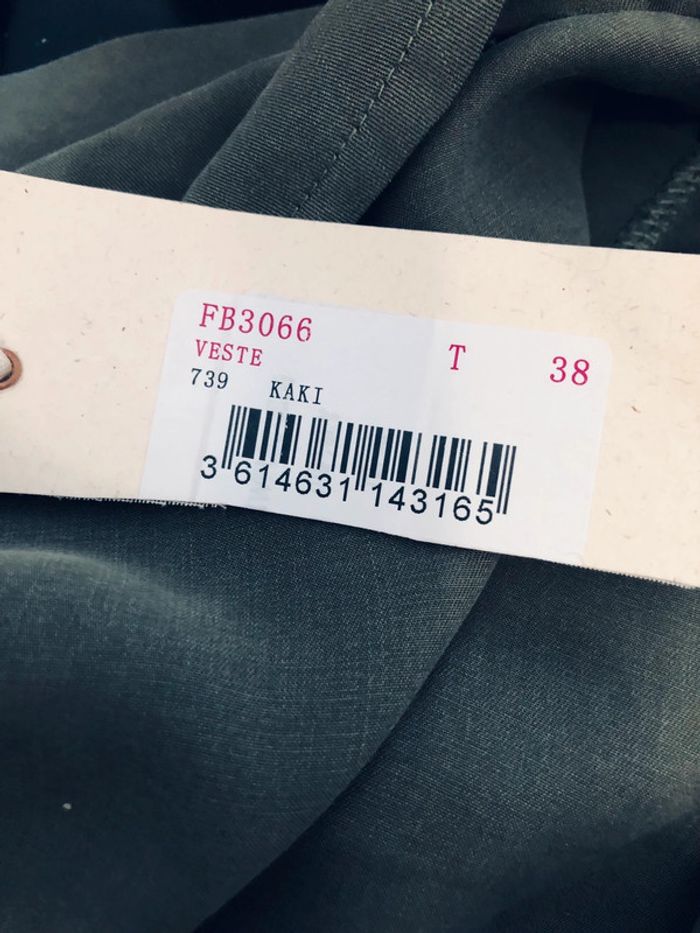 FB3066
VESTE T 38
739 KAKI
3 614631 143165